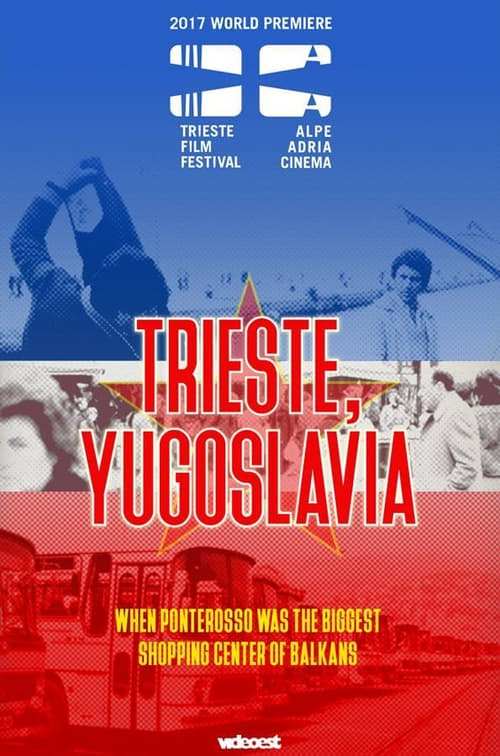 2017 WORLD PREMIERE
TRIESTE
FILM
FESTIVAL
ALPE
ADRIA
CINEMA
TRIESTE,
YUGOSLAVIA
WHEN PONTEROSSO WAS THE BIGGEST
SHOPPING CENTER OF BALKANS
videoest